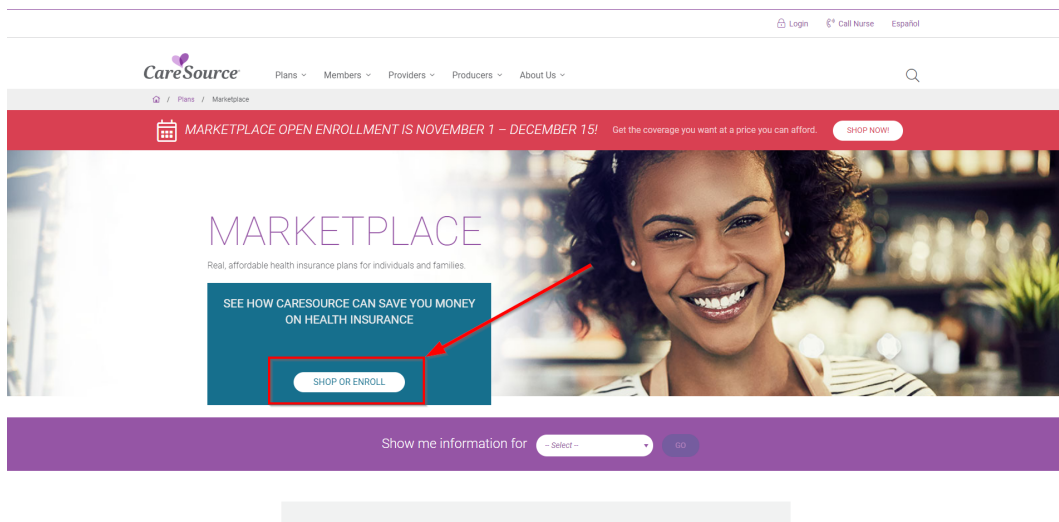 Login Call Nurse Español
CareSource Plans Members Providers Producers About Us
/ Plans / Marketplace
MARKETPLACE OPEN ENROLLMENT IS NOVEMBER 1 – DECEMBER 15! Get the coverage you want at a price you can afford. SHOP NOW!
MARKETPLACE
Real, affordable health insurance plans for individuals and families.
SEE HOW CARESOURCE CAN SAVE YOU MONEY
ON HEALTH INSURANCE
SHOP OR ENROLL
Show me information for -- Select -- GO